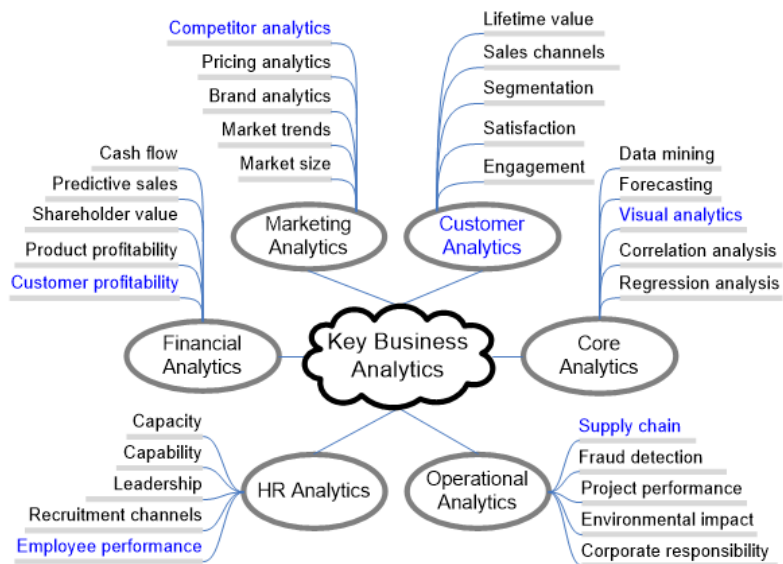 Competitor analytics
Pricing analytics
Brand analytics
Market trends
Market size
Marketing
Analytics
Lifetime value
Sales channels
Segmentation
Satisfaction
Engagement
Customer
Analytics
Cash flow
Predictive sales
Shareholder value
Product profitability
Customer profitability
Financial
Analytics
Data mining
Forecasting
Visual analytics
Correlation analysis
Regression analysis
Core
Analytics
Key Business
Analytics
Capacity
Capability
Leadership
Recruitment channels
Employee performance
HR Analytics
Operational
Analytics
Supply chain
Fraud detection
Project performance
Environmental impact
Corporate responsibility